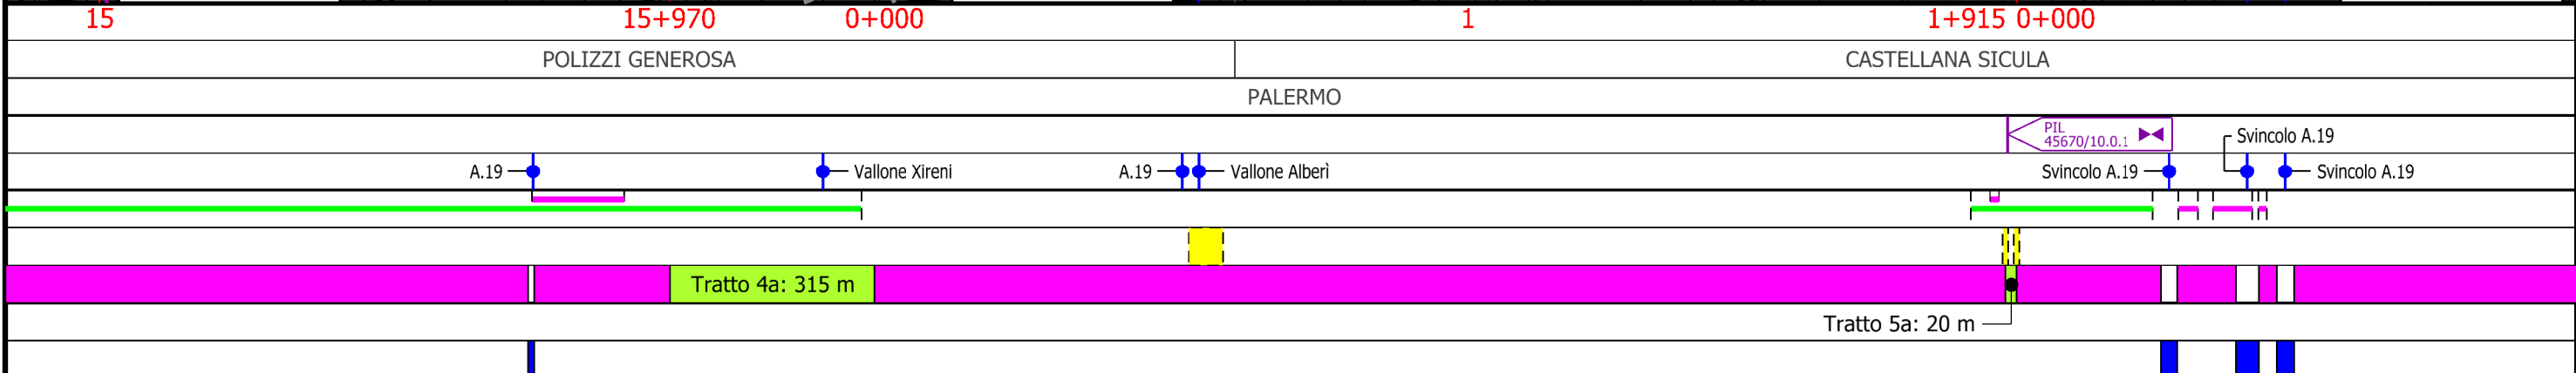 15 15+970 0+000 1 1+915 0+000
POLIZZI GENEROSA CASTELLANA SICULA
PALERMO
PIL
45670/10.0.1
Svincolo A.19
A.19 Vallone Xireni A.19 Vallone Alberì Svincolo A.19 Svincolo A.19
Tratto 4a: 315 m
Tratto 5a: 20 m